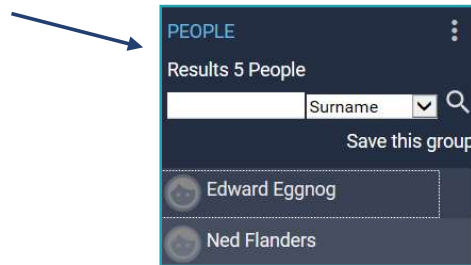 PEOPLE
Results 5 People
Surname
Save this group
Edward Eggnog
Ned Flanders